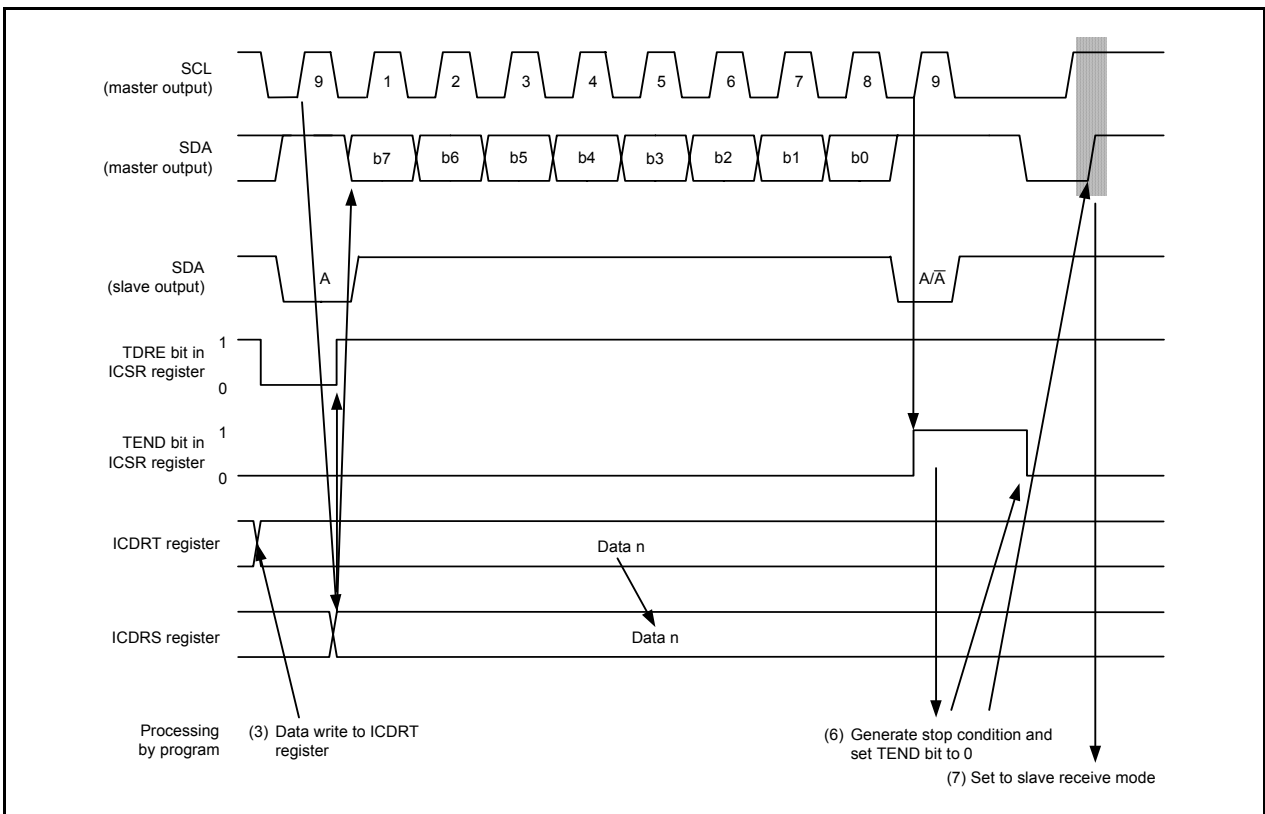 SCL
(master output)
9 1 2 3 4 5 6 7 8 9
SDA
(master output)
b7 b6 b5 b4 b3 b2 b1 b0
SDA
(slave output)
A A/A̅
TDRE bit in
ICSR register
1
0
TEND bit in
ICSR register
1
0
ICDRT register
Data n
ICDRS register
Data n
Processing
by program
(3) Data write to ICDRT
register
(6) Generate stop condition and
set TEND bit to 0
(7) Set to slave receive mode